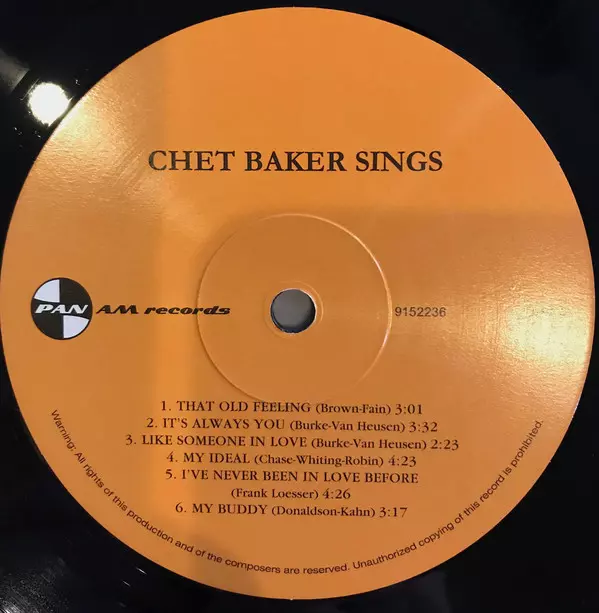 CHET BAKER SINGS
PAN AM records
9152236
1. THAT OLD FEELING (Brown-Fain) 3:01
2. IT'S ALWAYS YOU (Burke-Van Heusen) 3:32
3. LIKE SOMEONE IN LOVE (Burke-Van Heusen) 2:23
4. MY IDEAL (Chase-Whiting-Robin) 4:23
5. I'VE NEVER BEEN IN LOVE BEFORE
(Frank Loesser) 4:26
6. MY BUDDY (Donaldson-Kahn) 3:17
Warning: All rights of this production and of the composers are reserved. Unauthorized copying of this record is prohibited.